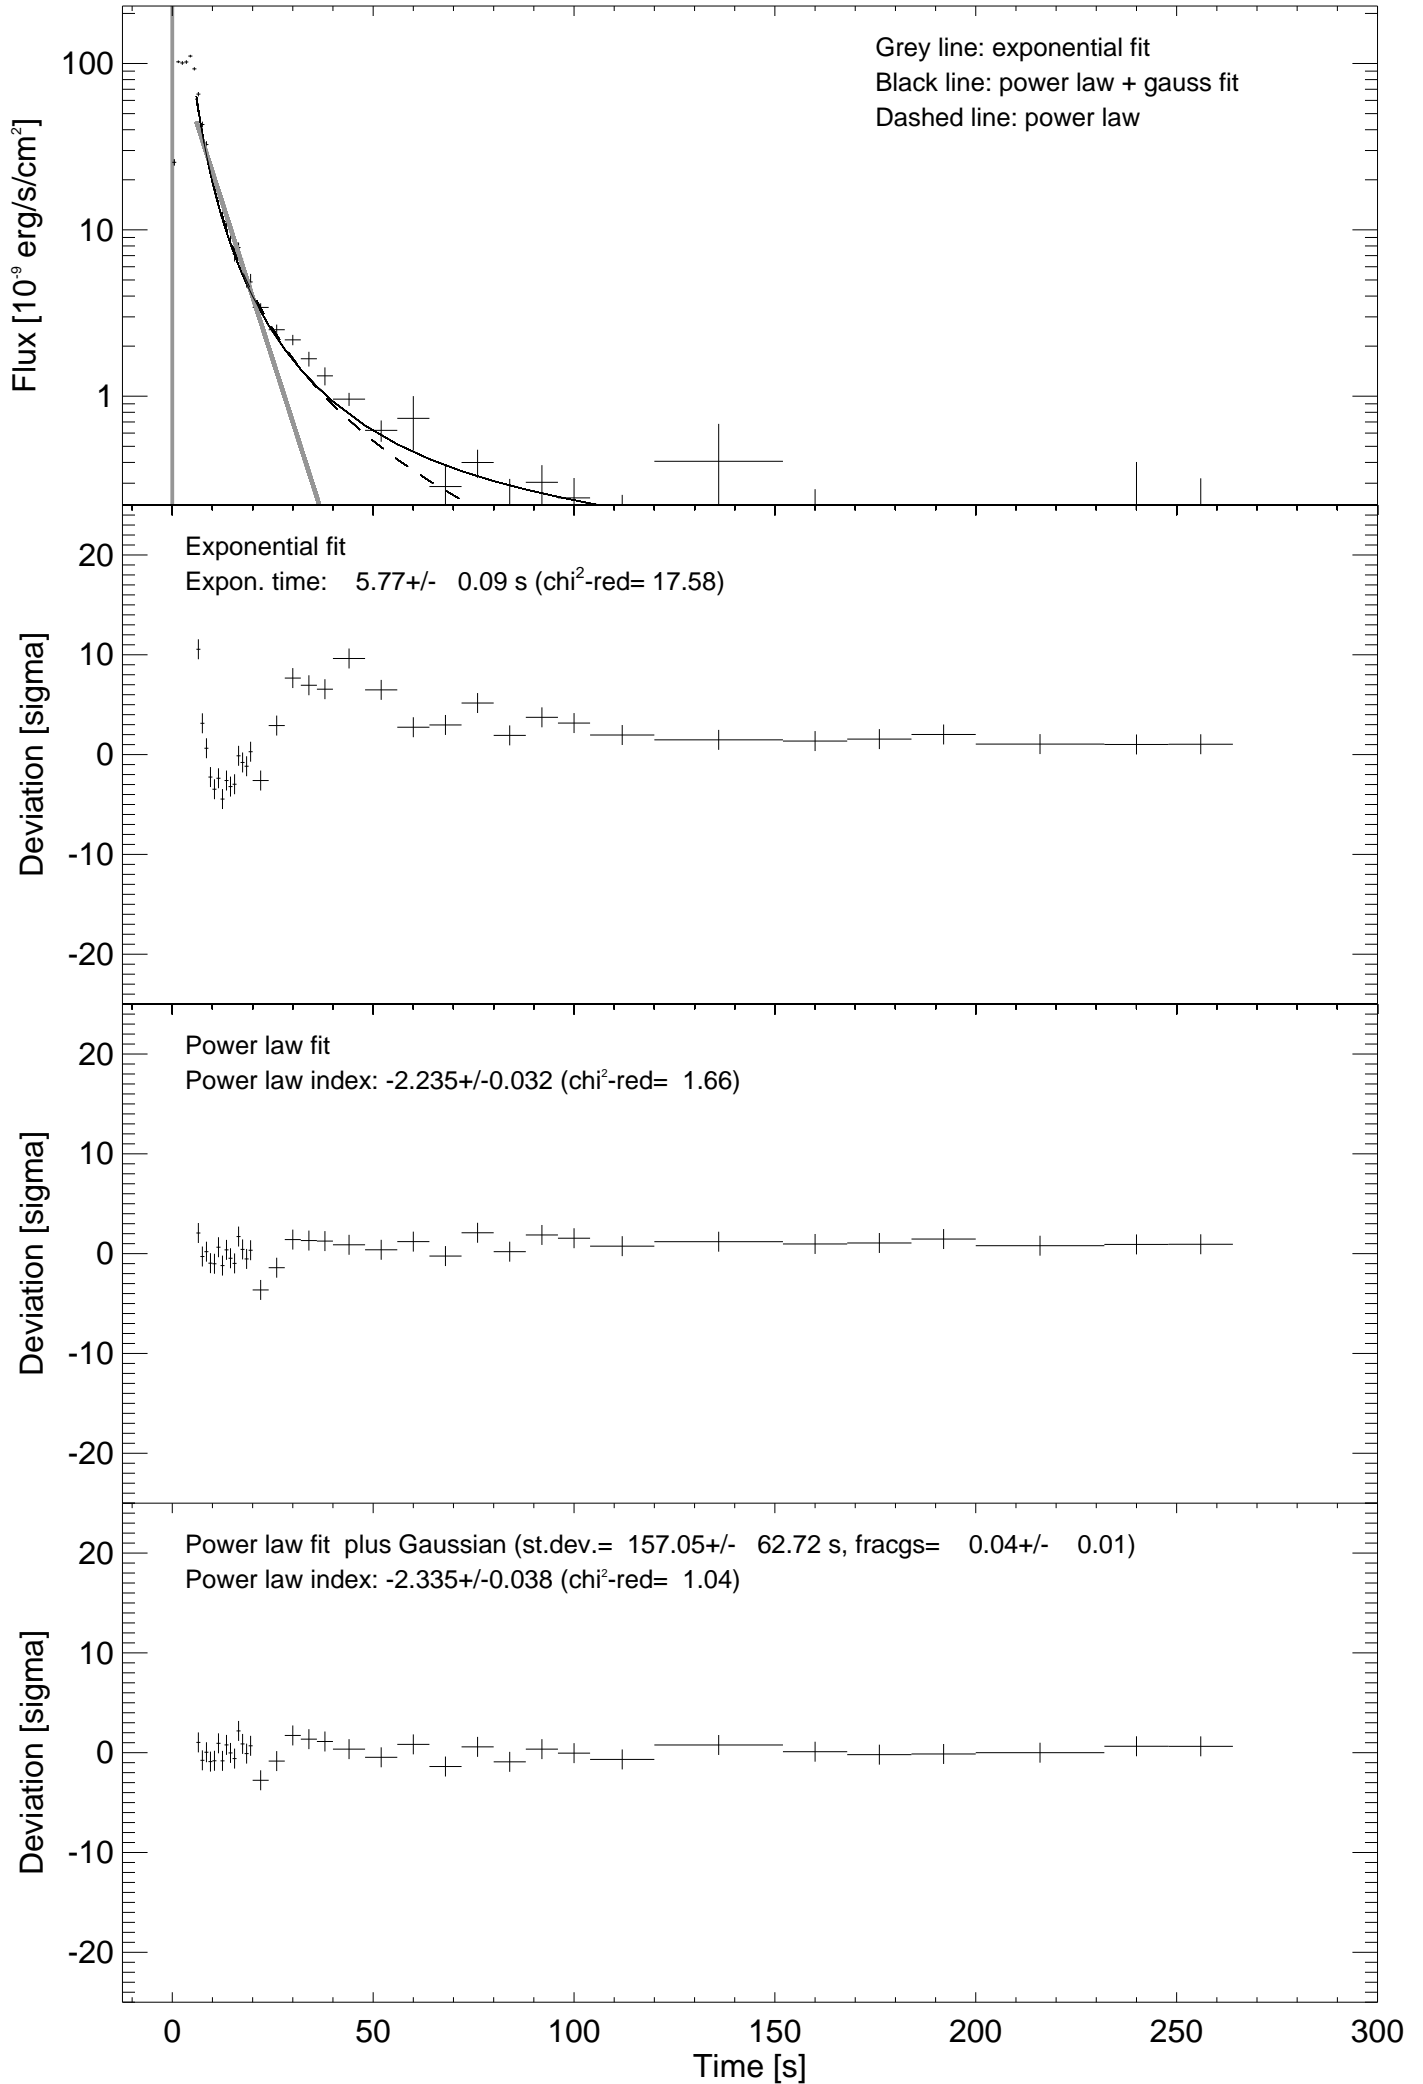 Grey line: exponential fit
Black line: power law + gauss fit
Dashed line: power law
100
10
1
Flux [10⁻⁹ erg/s/cm²]
Exponential fit
Expon. time: 5.77+/- 0.09 s (chi²-red= 17.58)
20
10
0
-10
-20
Deviation [sigma]
Power law fit
Power law index: -2.235+/-0.032 (chi²-red= 1.66)
20
10
0
-10
-20
Deviation [sigma]
Power law fit plus Gaussian (st.dev.= 157.05+/- 62.72 s, fracgs= 0.04+/- 0.01)
Power law index: -2.335+/-0.038 (chi²-red= 1.04)
20
10
0
-10
-20
Deviation [sigma]
0 50 100 150 200 250 300
Time [s]